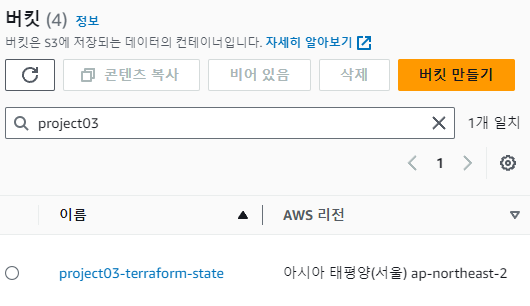 버킷 (4) 정보
버킷은 S3에 저장되는 데이터의 컨테이너입니다. 자세히 알아보기
콘텐츠 복사 비어 있음 삭제 버킷 만들기
project03 1개 일치
1
이름 AWS 리전
project03-terraform-state 아시아 태평양(서울) ap-northeast-2